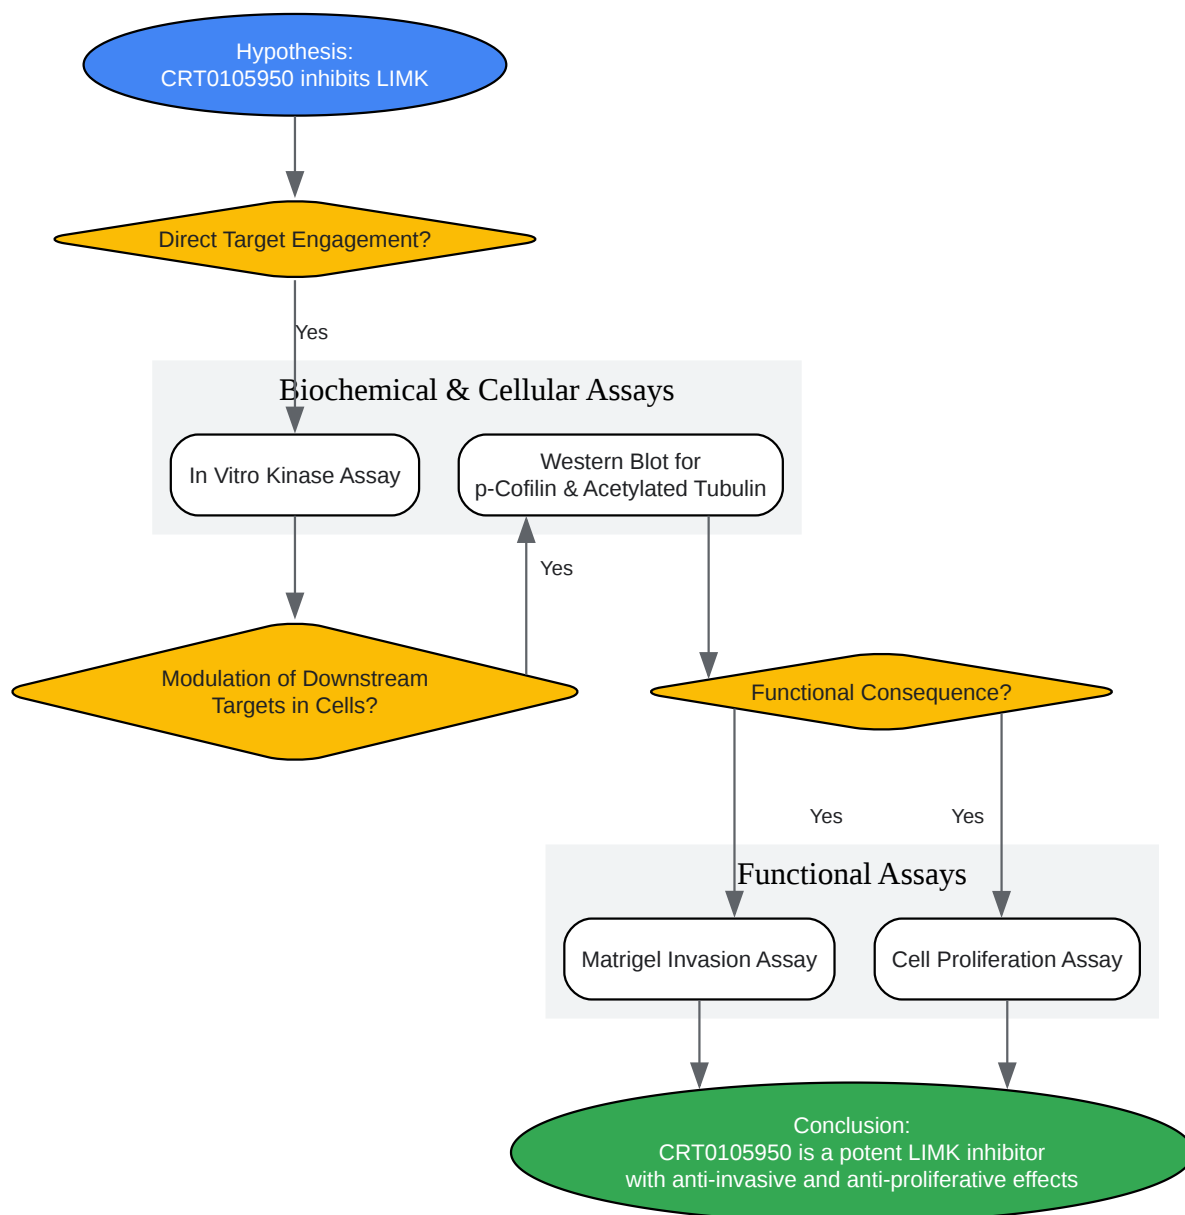 Hypothesis:
CRT0105950 inhibits LIMK
Direct Target Engagement?
Yes
Biochemical & Cellular Assays
In Vitro Kinase Assay
Western Blot for
p-Cofilin & Acetylated Tubulin
Yes
Modulation of Downstream
Targets in Cells?
Functional Consequence?
Yes
Yes
Functional Assays
Matrigel Invasion Assay
Cell Proliferation Assay
Conclusion:
CRT0105950 is a potent LIMK inhibitor
with anti-invasive and anti-proliferative effects